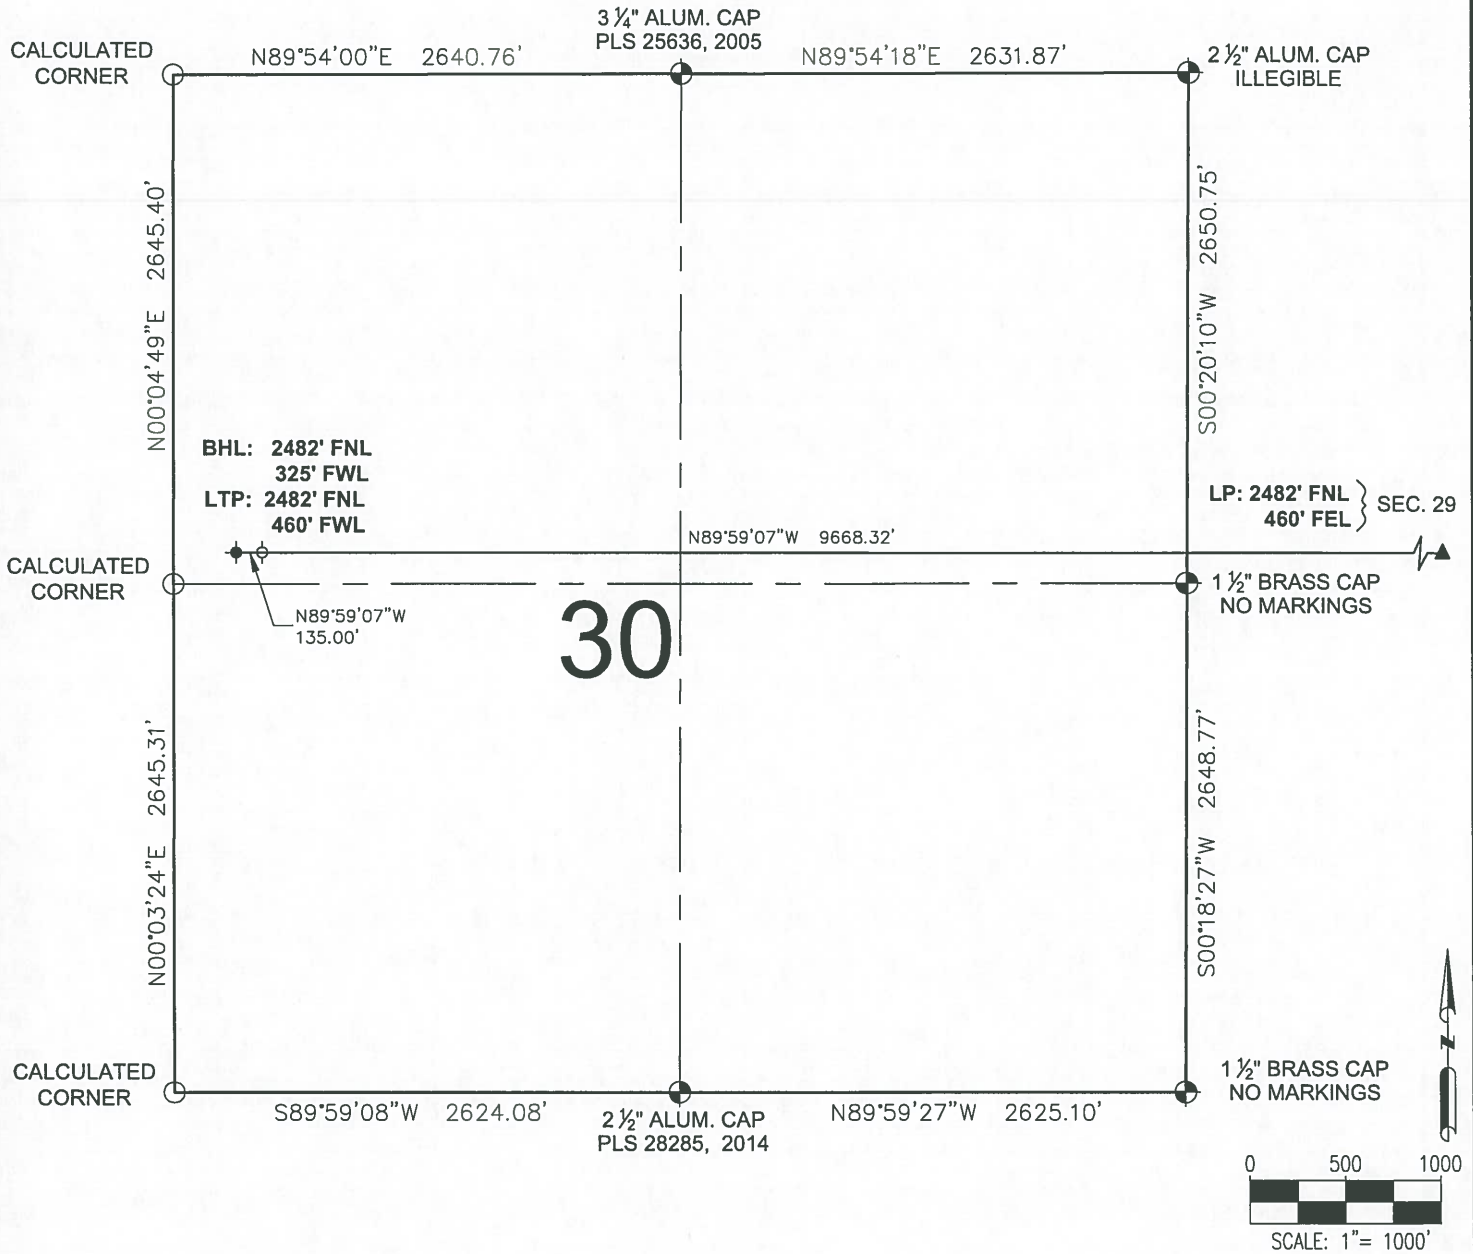 3 ¼" ALUM. CAP
PLS 25636, 2005
CALCULATED
CORNER
N89°54'00"E 2640.76'
N89°54'18"E 2631.87'
2 ½" ALUM. CAP
ILLEGIBLE
N00°04'49"E 2645.40'
S00°20'10"W 2650.75'
BHL: 2482' FNL
325' FWL
LTP: 2482' FNL
460' FWL
LP: 2482' FNL
460' FEL
SEC. 29
N89°59'07"W 9668.32'
CALCULATED
CORNER
1 ½" BRASS CAP
NO MARKINGS
N89°59'07"W
135.00'
30
N00°03'24"E 2645.31'
S00°18'27"W 2648.77'
CALCULATED
CORNER
S89°59'08"W 2624.08'
2 ½" ALUM. CAP
PLS 28285, 2014
N89°59'27"W 2625.10'
1 ½" BRASS CAP
NO MARKINGS
N
0 500 1000
SCALE: 1"= 1000'